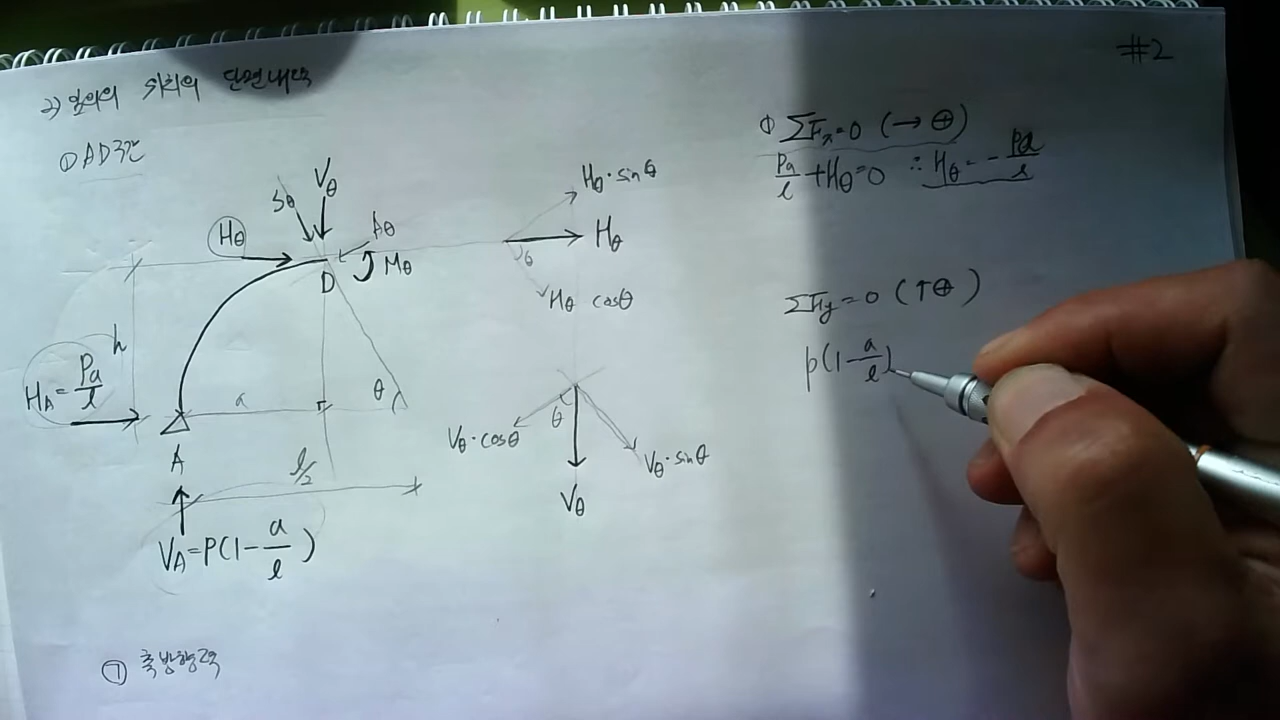 #2
2) 임의의 위치의 단면내력
① AD구간
Vθ
Sθ
Aθ
Hθ
Mθ
D
h
HA=Pa/l
a
θ
A
l/2
VA=P(1-a/l)
Hθ·sinθ
Hθ
θ
Hθ cosθ
Vθ·cosθ
θ
Vθ·sinθ
Vθ
① ΣFx=0 (→⊕)
Pa/l+Hθ=0 ∴Hθ=-Pa/l
ΣFy=0 (↑⊕)
P(1-a/l)
㉠ 축방향력